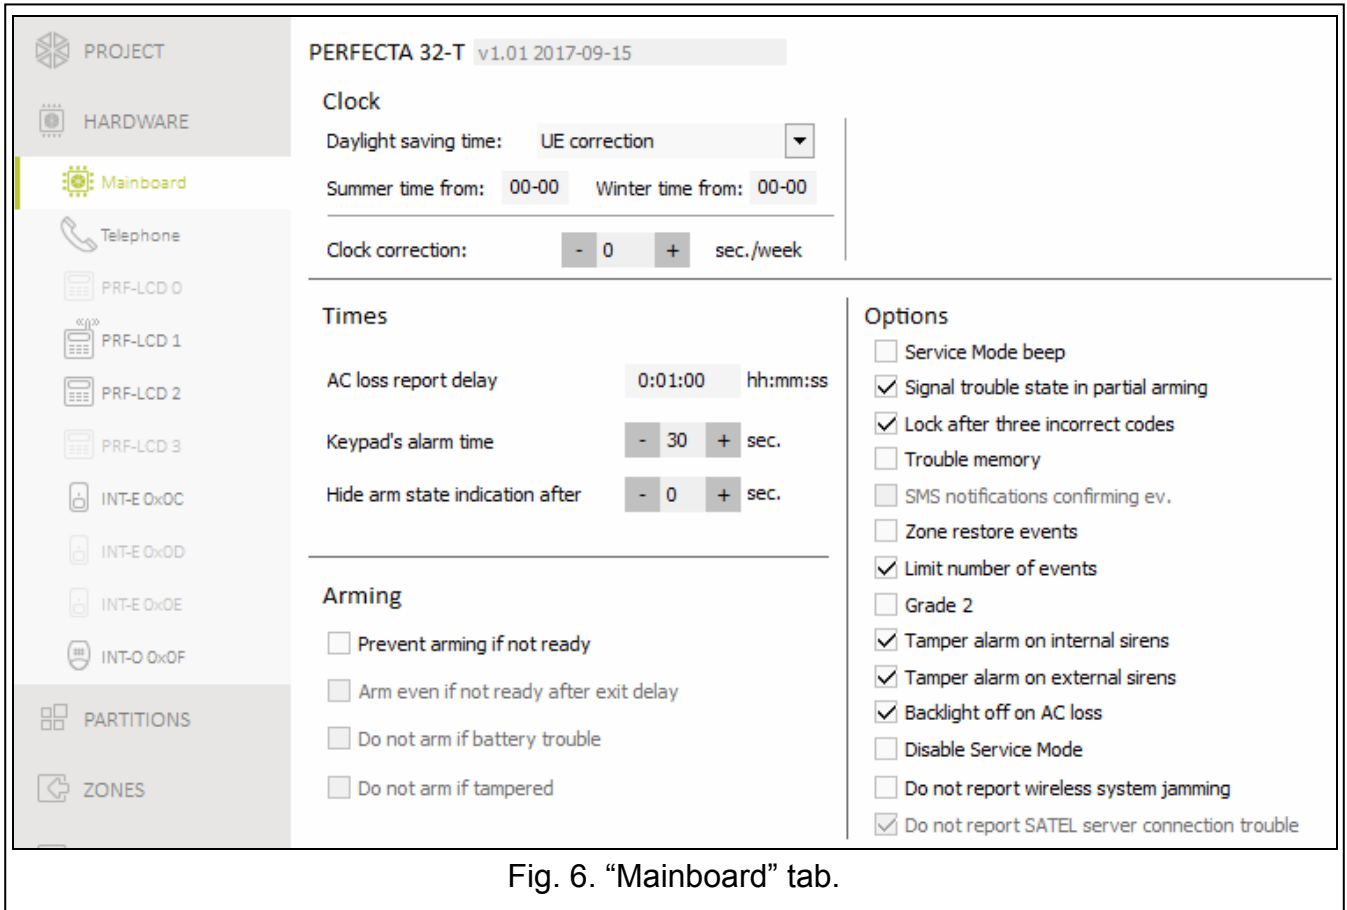 PROJECT
HARDWARE
Mainboard
Telephone
PRF-LCD 0
PRF-LCD 1
PRF-LCD 2
PRF-LCD 3
INT-E 0x0C
INT-E 0x0D
INT-E 0x0E
INT-O 0x0F
PARTITIONS
ZONES
PERFECTA 32-T v1.01 2017-09-15
Clock
Daylight saving time: UE correction
Summer time from: 00-00 Winter time from: 00-00
Clock correction: - 0 + sec./week
Times
AC loss report delay 0:01:00 hh:mm:ss
Keypad's alarm time - 30 + sec.
Hide arm state indication after - 0 + sec.
Arming
Prevent arming if not ready
Arm even if not ready after exit delay
Do not arm if battery trouble
Do not arm if tampered
Options
Service Mode beep
Signal trouble state in partial arming
Lock after three incorrect codes
Trouble memory
SMS notifications confirming ev.
Zone restore events
Limit number of events
Grade 2
Tamper alarm on internal sirens
Tamper alarm on external sirens
Backlight off on AC loss
Disable Service Mode
Do not report wireless system jamming
Do not report SATEL server connection trouble
Fig. 6. “Mainboard” tab.